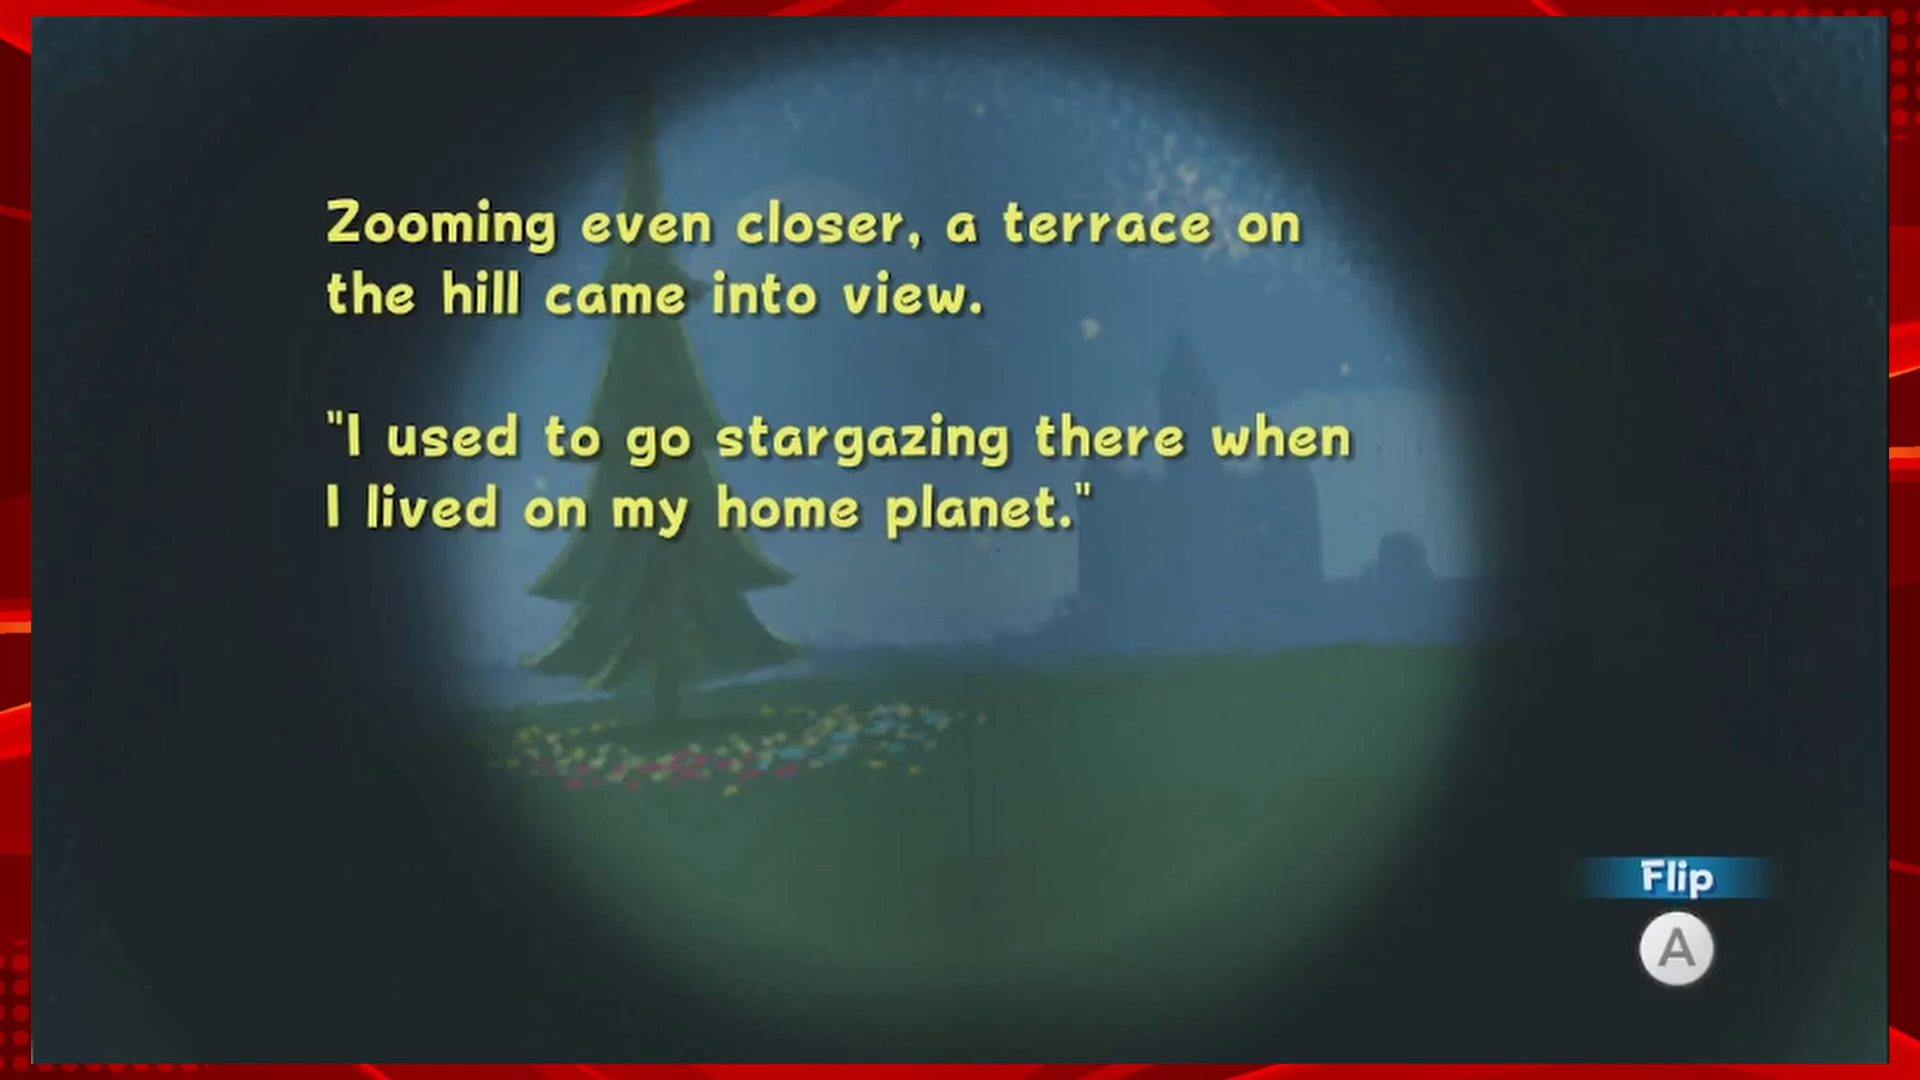 Zooming even closer, a terrace on
the hill came into view.
"I used to go stargazing there when
I lived on my home planet."
Flip
A